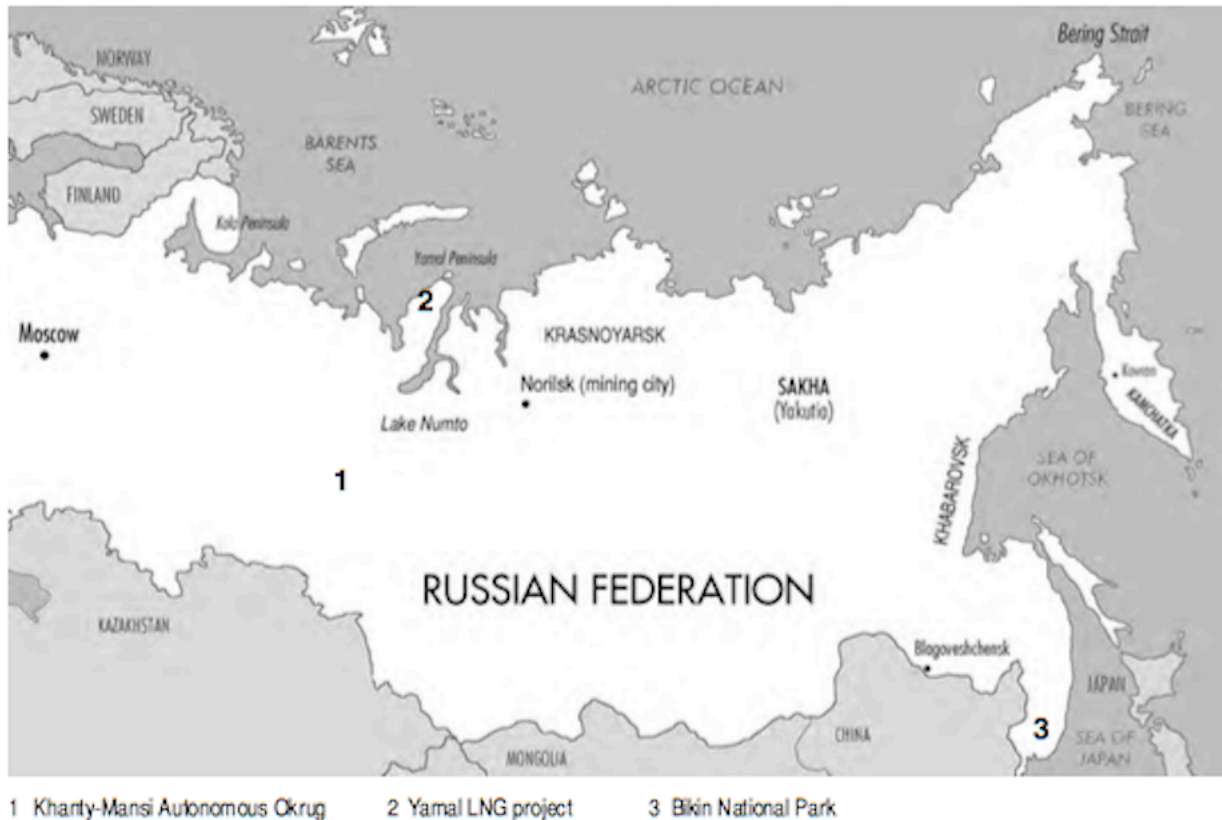 Bering Strait
NORWAY
ARCTIC OCEAN
SWEDEN
BERING
SEA
BARENTS
SEA
FINLAND
Kola Peninsula
Yamal Peninsula
2
Moscow
KRASNOYARSK
Norilsk (mining city)
SAKHA
(Yakutia)
Kovran
KAMCHATKA
Lake Numto
1
SEA OF
OKHOTSK
KHABAROVSK
RUSSIAN FEDERATION
KAZAKHSTAN
Blagoveshchensk
JAPAN
3
CHINA
SEA OF
JAPAN
MONGOLIA
1 Khanty-Mansi Autonomous Okrug 2 Yamal LNG project 3 Bikin National Park